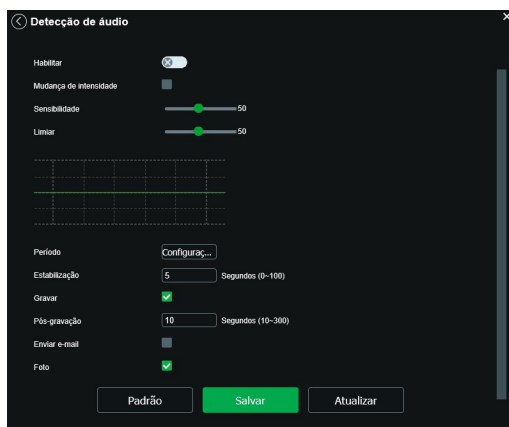 Detecção de áudio
Habilitar
Mudança de intensidade
Sensibilidade 50
Limiar 50
Período Configuraç...
Estabilização 5 Segundos (0~100)
Gravar
Pós-gravação 10 Segundos (10~300)
Enviar e-mail
Foto
Padrão Salvar Atualizar